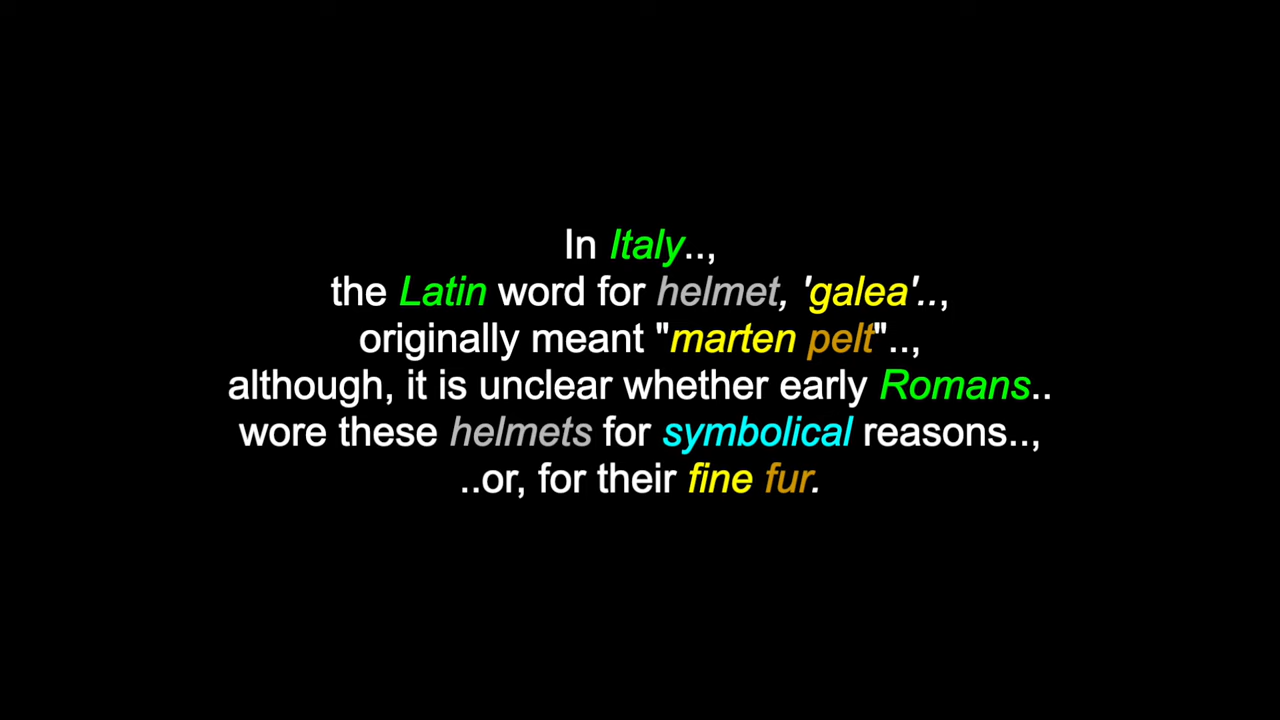 In Italy..,
the Latin word for helmet, 'galea'..,
originally meant "marten pelt"..,
although, it is unclear whether early Romans..
wore these helmets for symbolical reasons..,
..or, for their fine fur.